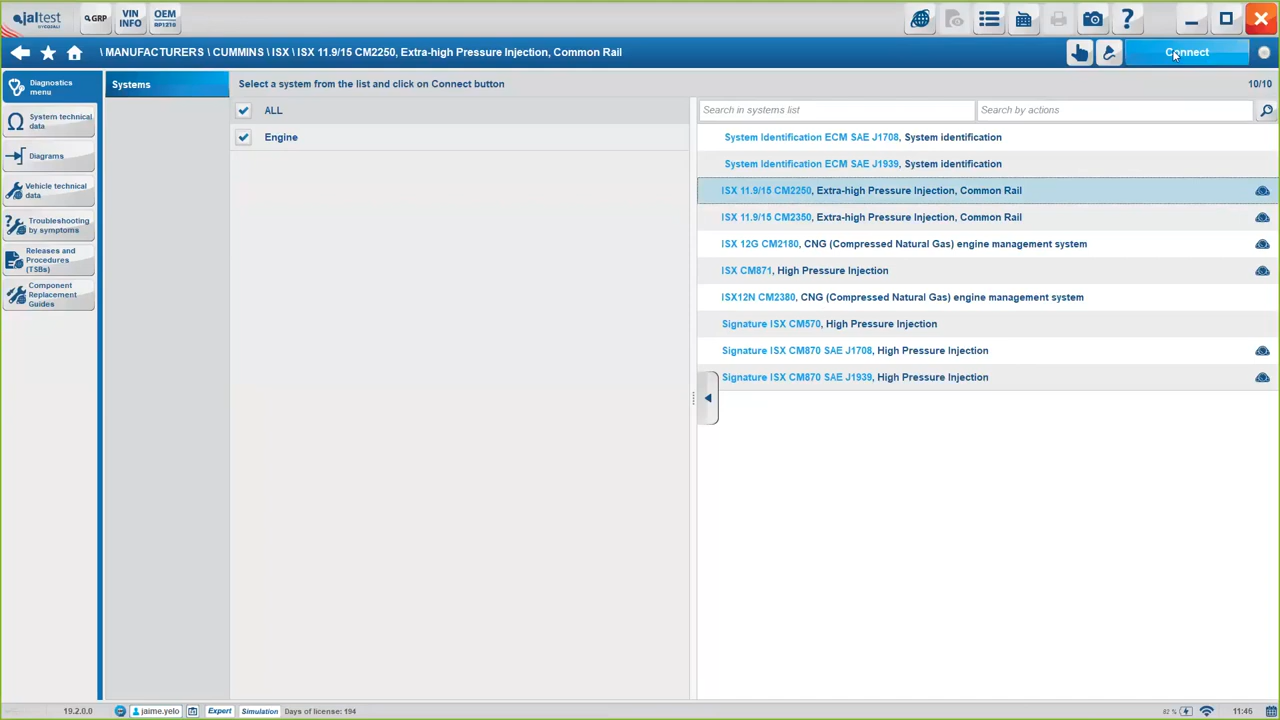 jaltest
BY COJALI
GRP
VIN
INFO
OEM
RP1210
?
\ MANUFACTURERS \ CUMMINS \ ISX \ ISX 11.9/15 CM2250, Extra-high Pressure Injection, Common Rail
Connect
Diagnostics
menu
System technical
data
Diagrams
Vehicle technical
data
Troubleshooting
by symptoms
Releases and
Procedures
(TSBs)
Component
Replacement
Guides
Systems
Select a system from the list and click on Connect button
10/10
ALL
Engine
Search in systems list
Search by actions
System Identification ECM SAE J1708, System identification
System Identification ECM SAE J1939, System identification
ISX 11.9/15 CM2250, Extra-high Pressure Injection, Common Rail
ISX 11.9/15 CM2350, Extra-high Pressure Injection, Common Rail
ISX 12G CM2180, CNG (Compressed Natural Gas) engine management system
ISX CM871, High Pressure Injection
ISX12N CM2380, CNG (Compressed Natural Gas) engine management system
Signature ISX CM570, High Pressure Injection
Signature ISX CM870 SAE J1708, High Pressure Injection
Signature ISX CM870 SAE J1939, High Pressure Injection
19.2.0.0
jaime.yelo
Expert
Simulation
Days of license: 194
82 %
11:46